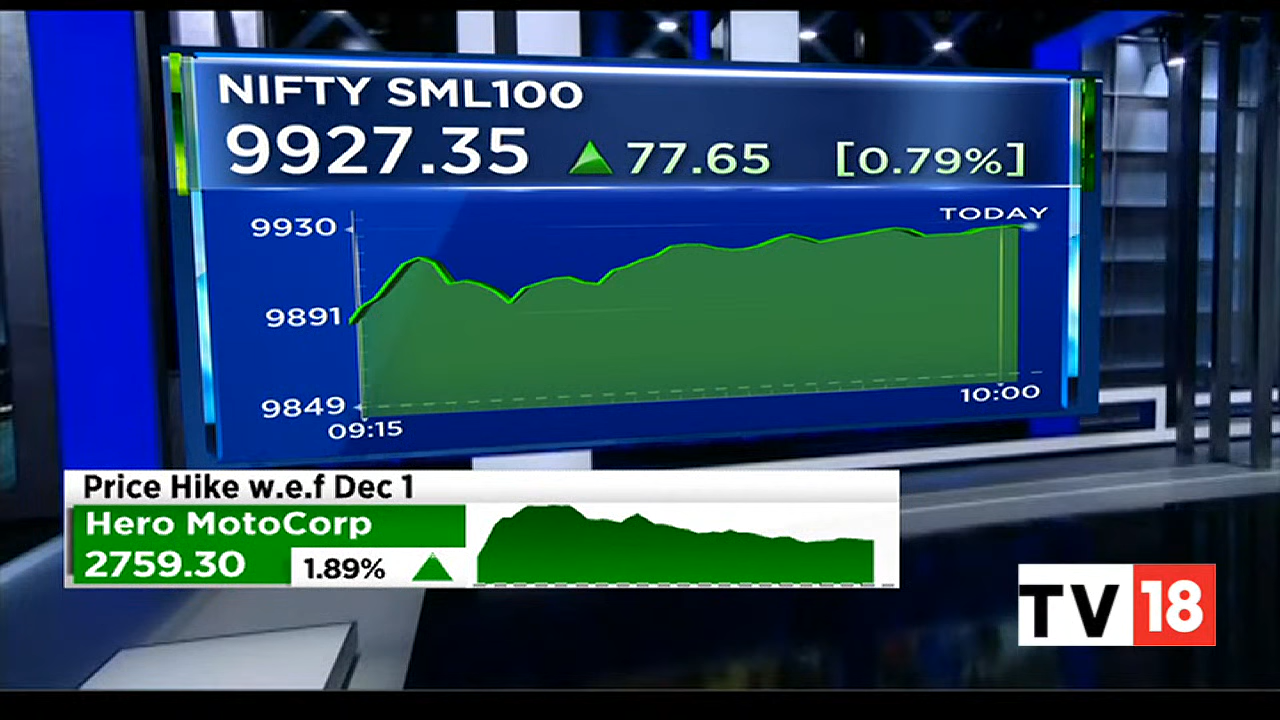 NIFTY SML100
9927.35 ▲ 77.65 [0.79%]
TODAY
9930
9891
9849
09:15
10:00
Price Hike w.e.f Dec 1
Hero MotoCorp
2759.30 1.89% ▲
TV18